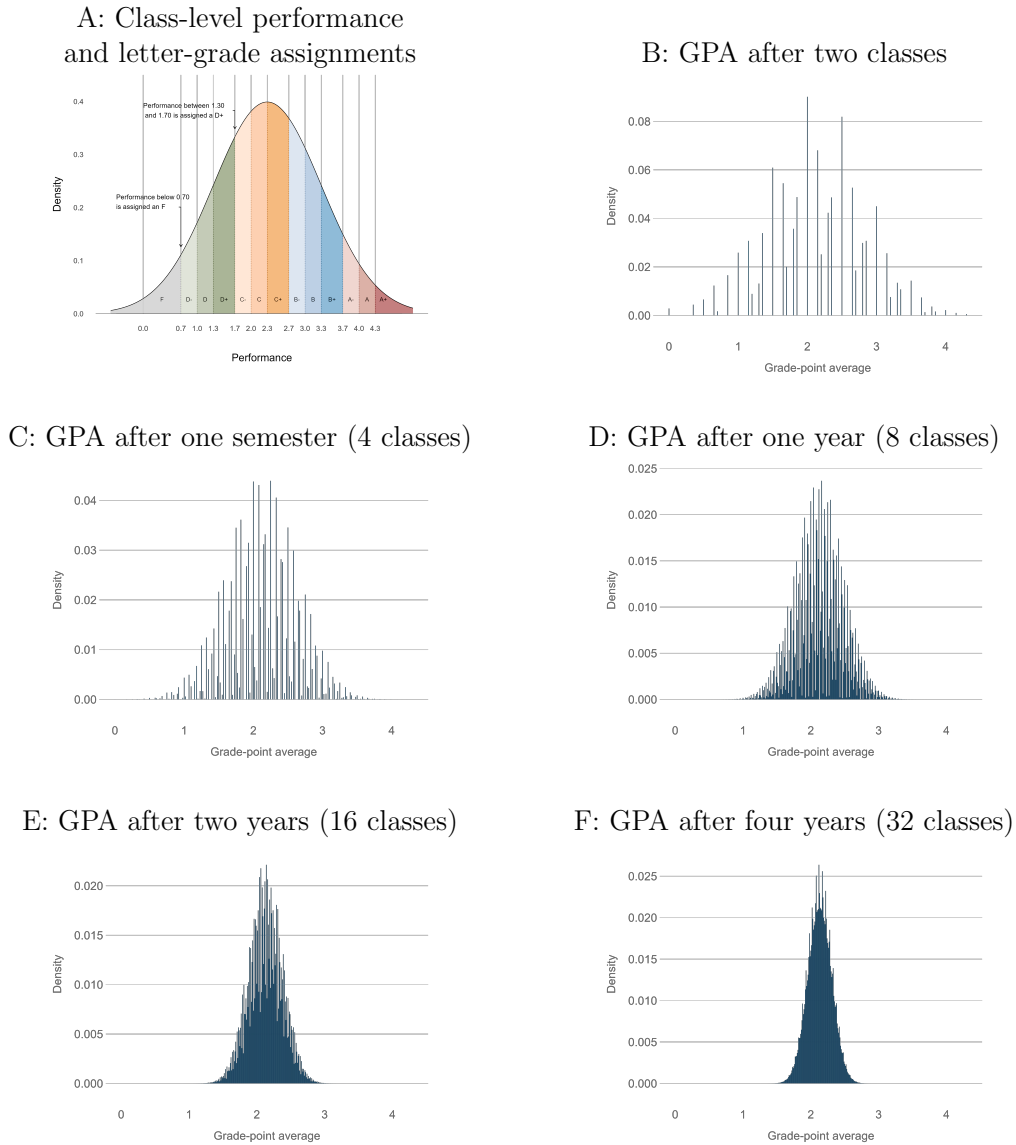 A: Class-level performance
and letter-grade assignments
0.4
0.3
0.2
0.1
0.0
Density
Performance between 1.30
and 1.70 is assigned a D+
Performance below 0.70
is assigned an F
F D- D D+ C- C C+ B- B B+ A- A A+
0.0 0.7 1.0 1.3 1.7 2.0 2.3 2.7 3.0 3.3 3.7 4.0 4.3
Performance
B: GPA after two classes
0.08
0.06
0.04
0.02
0.00
Density
0 1 2 3 4
Grade-point average
C: GPA after one semester (4 classes)
0.04
0.03
0.02
0.01
0.00
Density
0 1 2 3 4
Grade-point average
D: GPA after one year (8 classes)
0.025
0.020
0.015
0.010
0.005
0.000
Density
0 1 2 3 4
Grade-point average
E: GPA after two years (16 classes)
0.020
0.015
0.010
0.005
0.000
Density
0 1 2 3 4
Grade-point average
F: GPA after four years (32 classes)
0.025
0.020
0.015
0.010
0.005
0.000
Density
0 1 2 3 4
Grade-point average